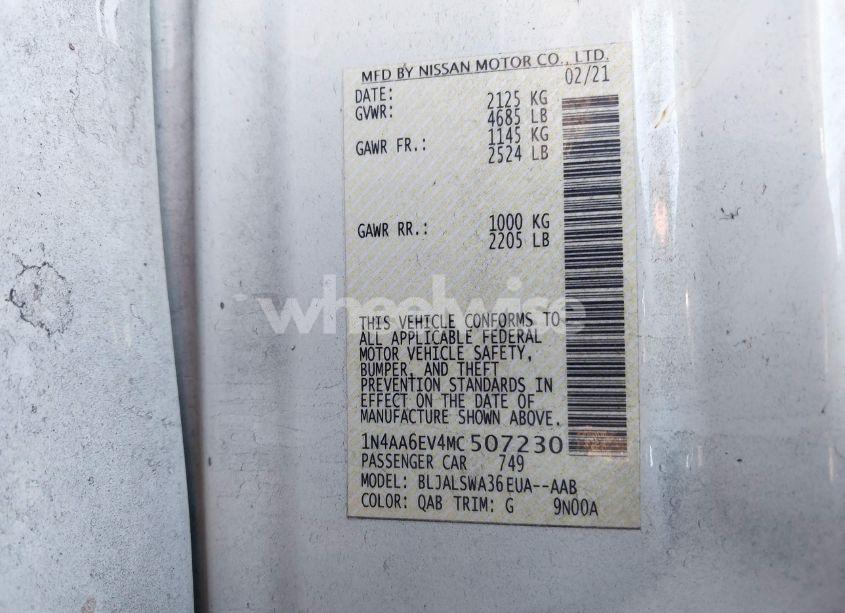 MFD BY NISSAN MOTOR CO., LTD.
DATE: 02/21
GVWR: 2125 KG
4685 LB
GAWR FR.: 1145 KG
2524 LB
GAWR RR.: 1000 KG
2205 LB
wheelwise
THIS VEHICLE CONFORMS TO
ALL APPLICABLE FEDERAL
MOTOR VEHICLE SAFETY,
BUMPER, AND THEFT
PREVENTION STANDARDS IN
EFFECT ON THE DATE OF
MANUFACTURE SHOWN ABOVE.
1N4AA6EV4MC507230
PASSENGER CAR 749
MODEL: BLJALSWA36EUA--AAB
COLOR: QAB TRIM: G 9N00A